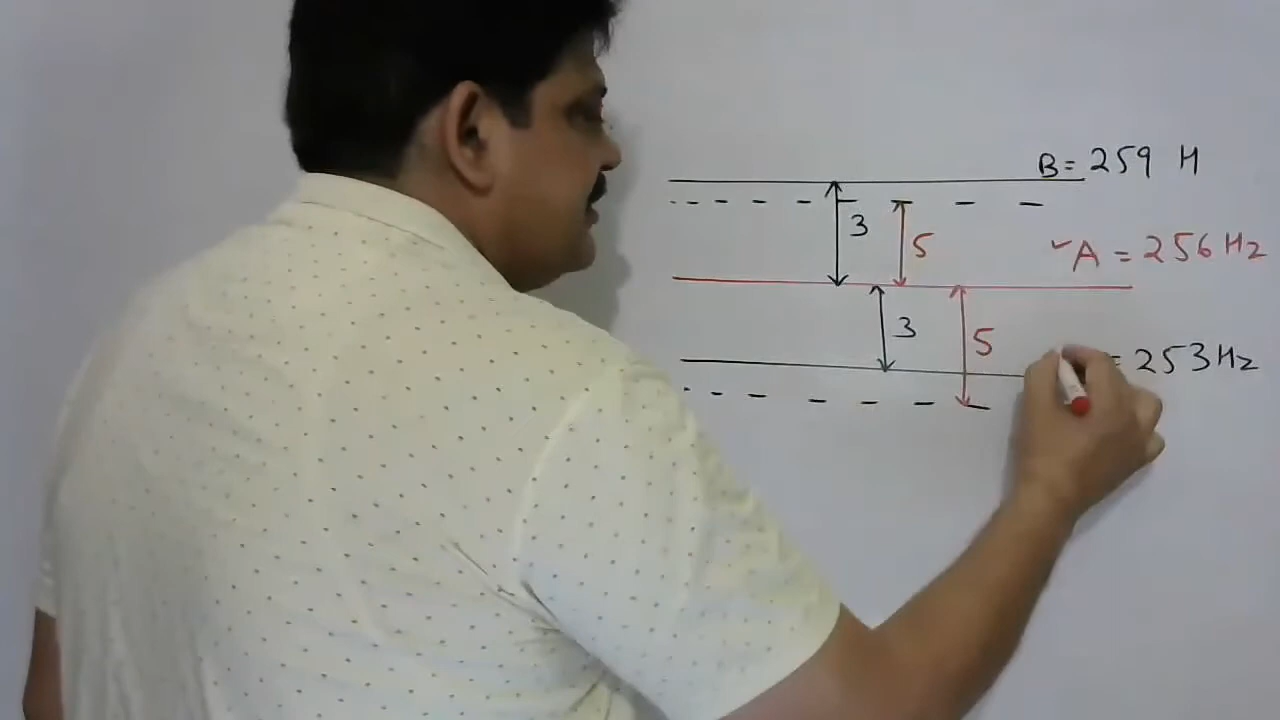 B = 259 H
3
5
✓A = 256 Hz
3
5
= 253 Hz